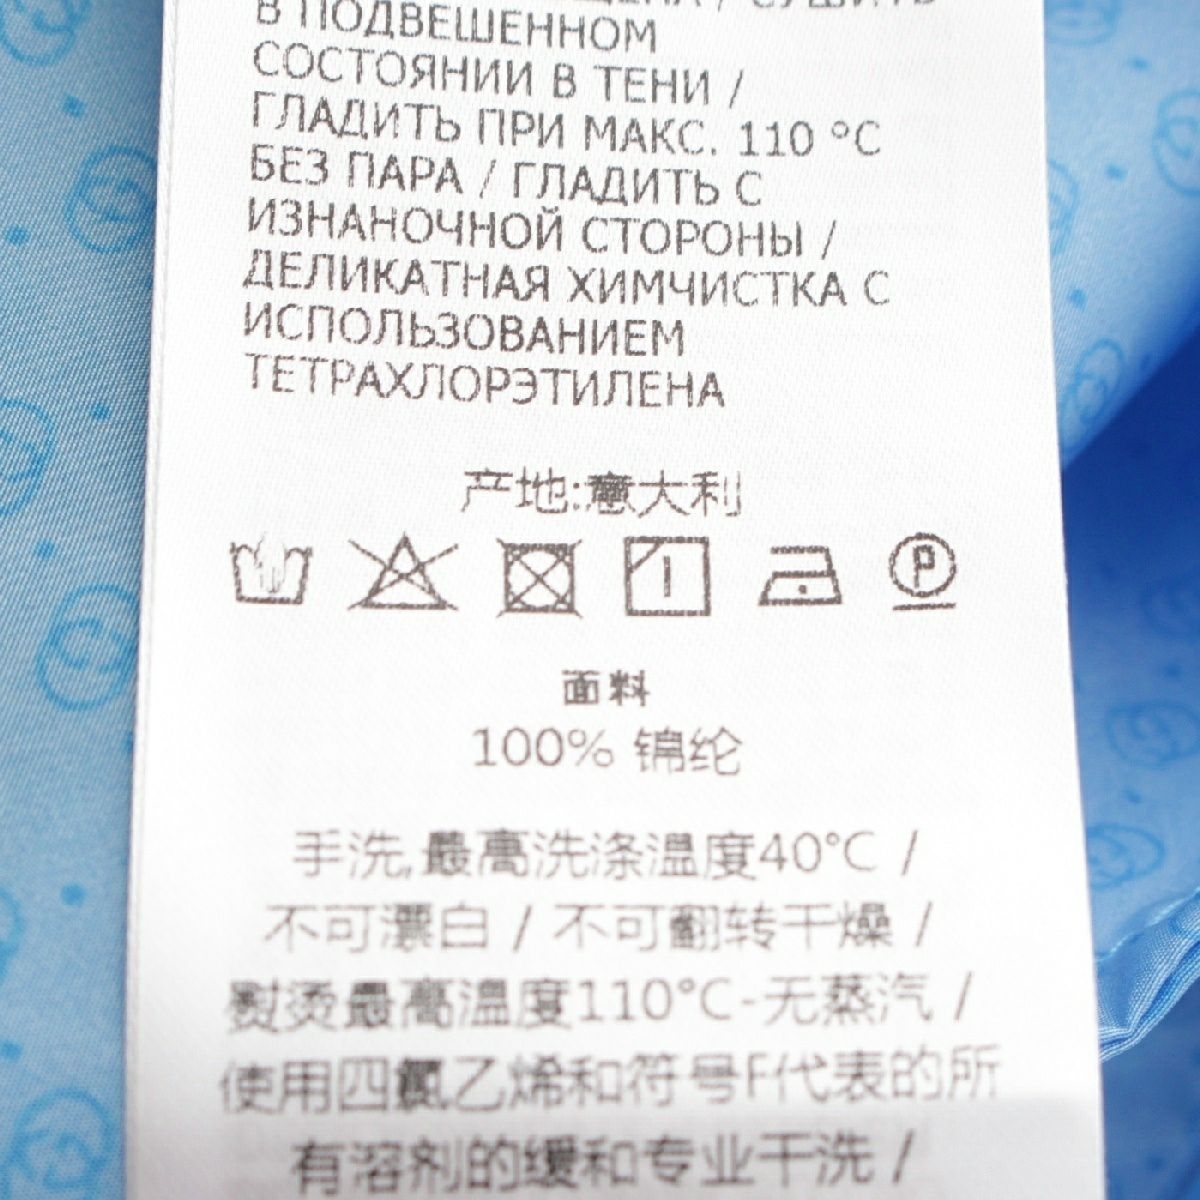 / СУШИТЬ
В ПОДВЕШЕННОМ
СОСТОЯНИИ В ТЕНИ /
ГЛАДИТЬ ПРИ МАКС. 110 °C
БЕЗ ПАРА / ГЛАДИТЬ С
ИЗНАНОЧНОЙ СТОРОНЫ /
ДЕЛИКАТНАЯ ХИМЧИСТКА С
ИСПОЛЬЗОВАНИЕМ
ТЕТРАХЛОРЭТИЛЕНА
产地:意大利
P
面料
100% 锦纶
手洗,最高洗涤温度40°C /
不可漂白 / 不可翻转干燥 /
熨烫最高温度110°C-无蒸汽 /
使用四氯乙烯和符号F代表的所
有溶剂的缓和专业干洗 /